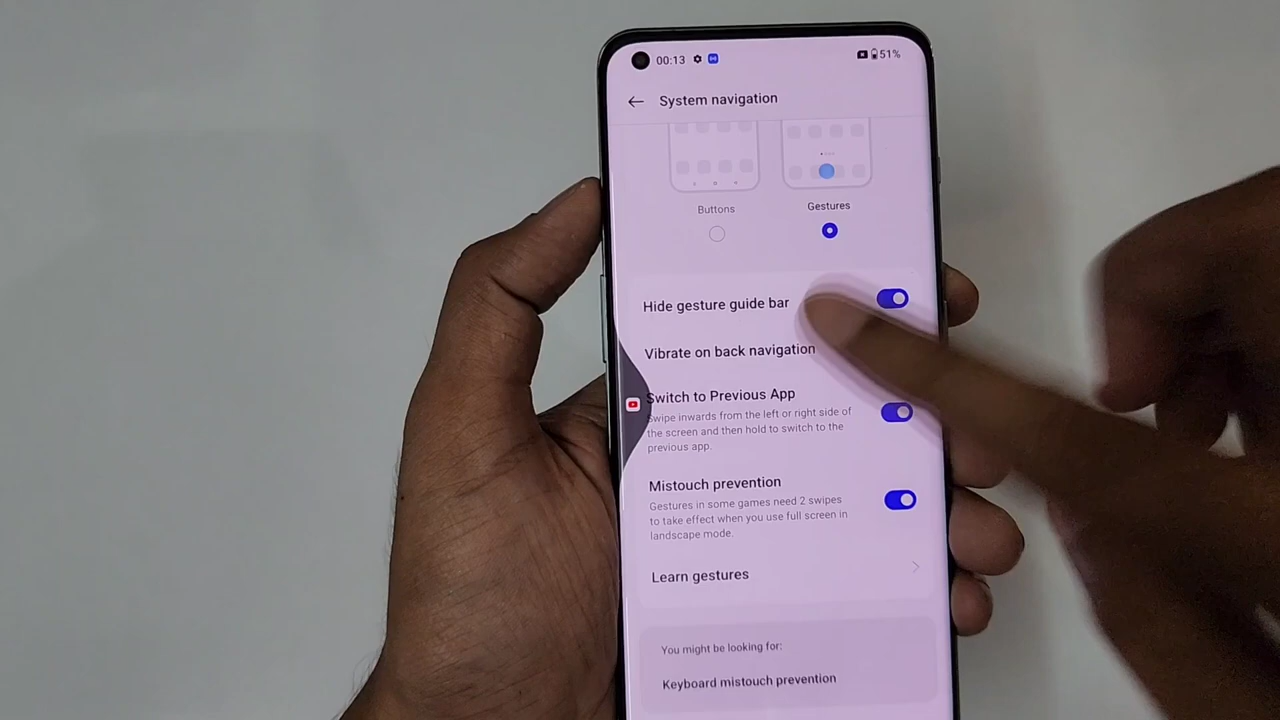 00:13
51%
System navigation
Buttons
Gestures
Hide gesture guide bar
Vibrate on back navigation
Switch to Previous App
Swipe inwards from the left or right side of
the screen and then hold to switch to the
previous app.
Mistouch prevention
Gestures in some games need 2 swipes
to take effect when you use full screen in
landscape mode.
Learn gestures
You might be looking for:
Keyboard mistouch prevention